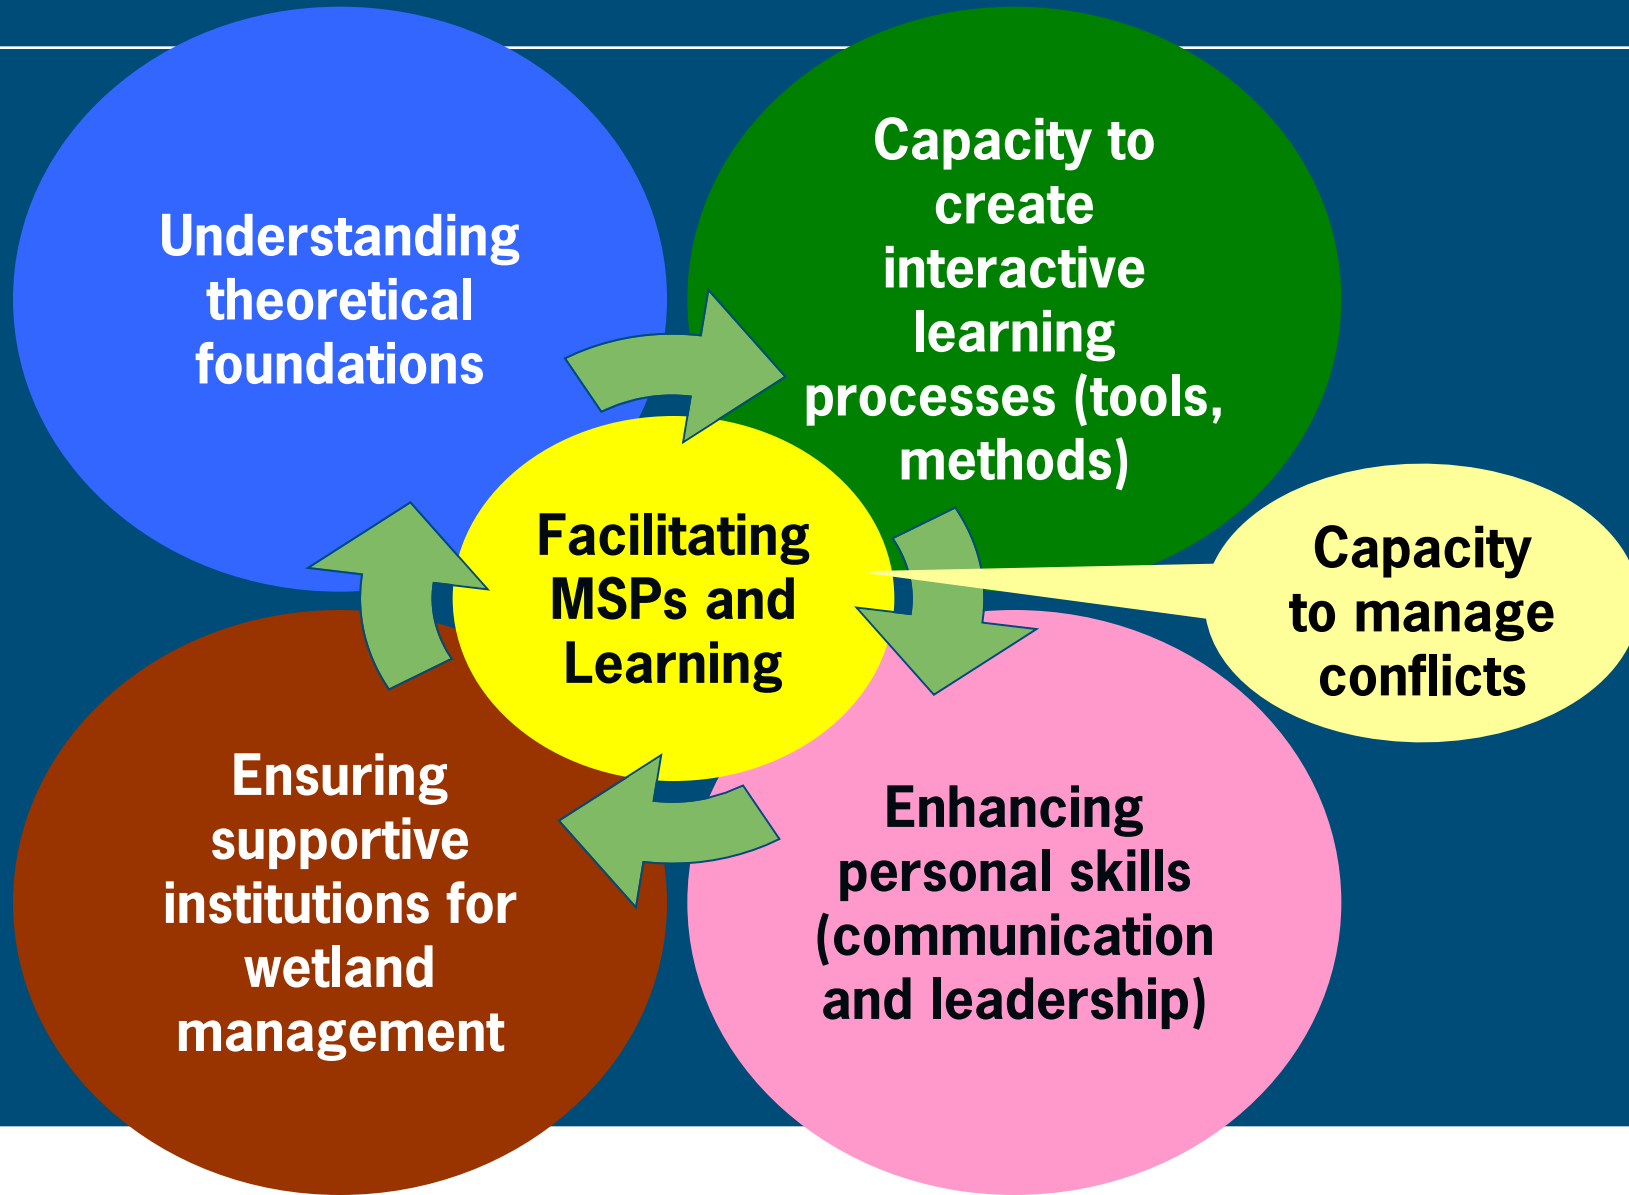 Understanding
theoretical
foundations
Capacity to
create
interactive
learning
processes (tools,
methods)
Facilitating
MSPs and
Learning
Capacity
to manage
conflicts
Ensuring
supportive
institutions for
wetland
management
Enhancing
personal skills
(communication
and leadership)